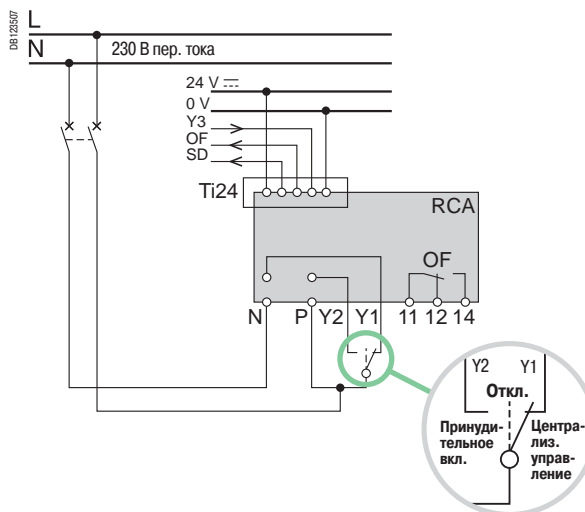 DB123507
L
N
230 В пер. тока
24 V
0 V
Y3
OF
SD
Ti24
RCA
OF
N P Y2 Y1 11 12 14
Y2 Y1
Откл.
Принуди-
тельное
вкл.
Центра-
лиз.
управ-
ление